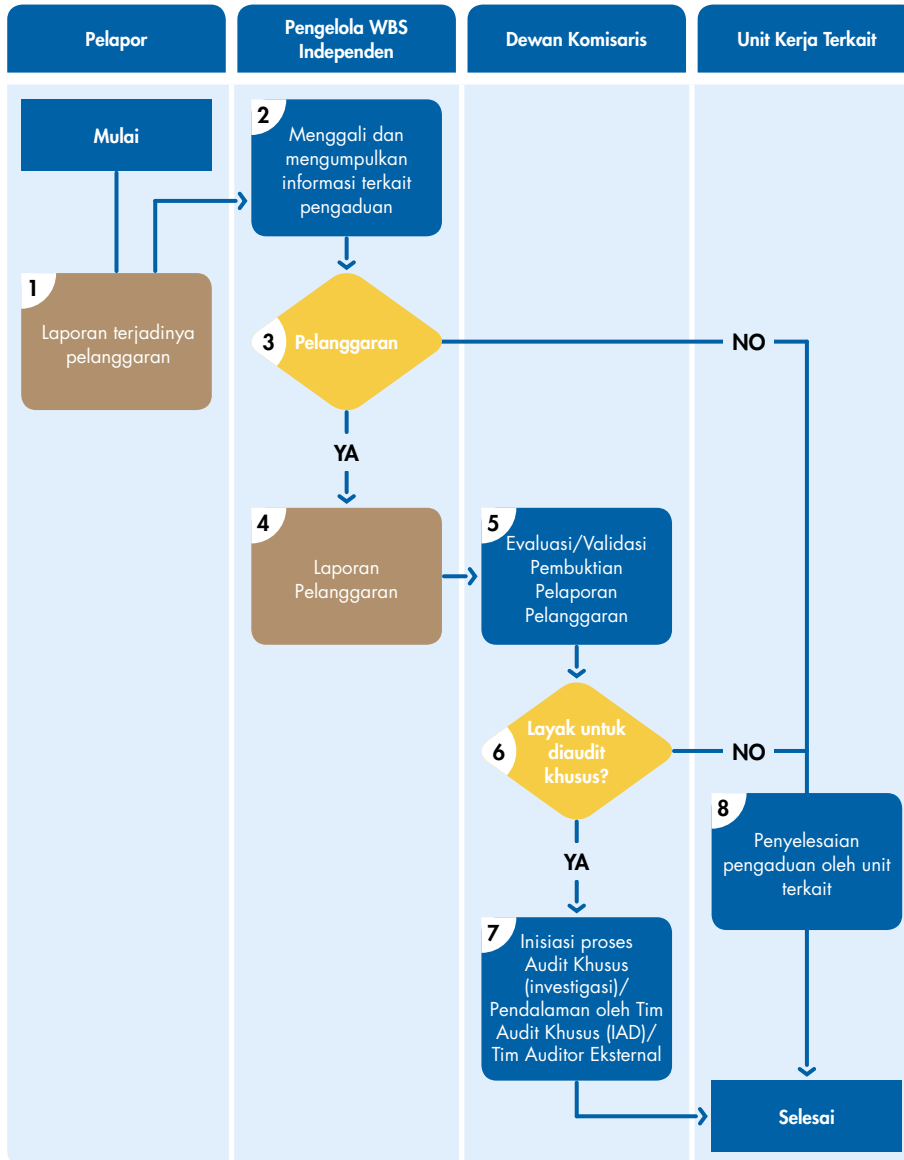 Pelapor
Pengelola WBS
Independen
Dewan Komisaris
Unit Kerja Terkait
Mulai
2
Menggali dan
mengumpulkan
informasi terkait
pengaduan
1
Laporan terjadinya
pelanggaran
3
Pelanggaran
NO
YA
4
Laporan
Pelanggaran
5
Evaluasi/Validasi
Pembuktian
Pelaporan
Pelanggaran
6
Layak untuk
diaudit
khusus?
NO
YA
8
Penyelesaian
pengaduan oleh unit
terkait
7
Inisiasi proses
Audit Khusus
(investigasi)/
Pendalaman oleh Tim
Audit Khusus (IAD)/
Tim Auditor Eksternal
Selesai